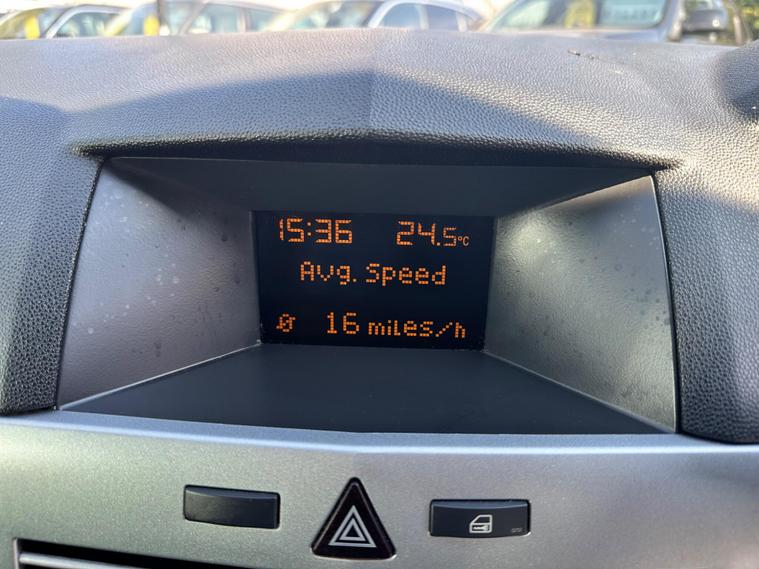 15:36 24.5°C
Avg. Speed
Ø 16 miles/h